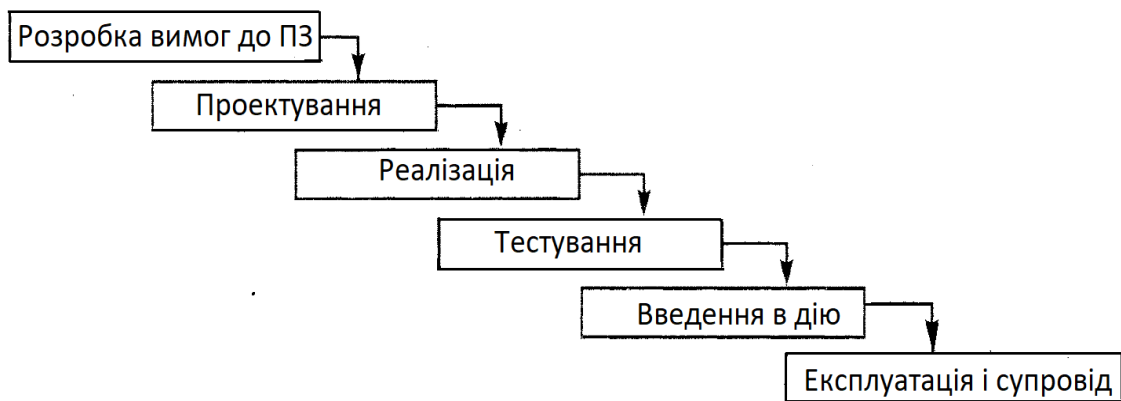 Розробка вимог до ПЗ
Проектування
Реалізація
Тестування
Введення в дію
Експлуатація і супровід